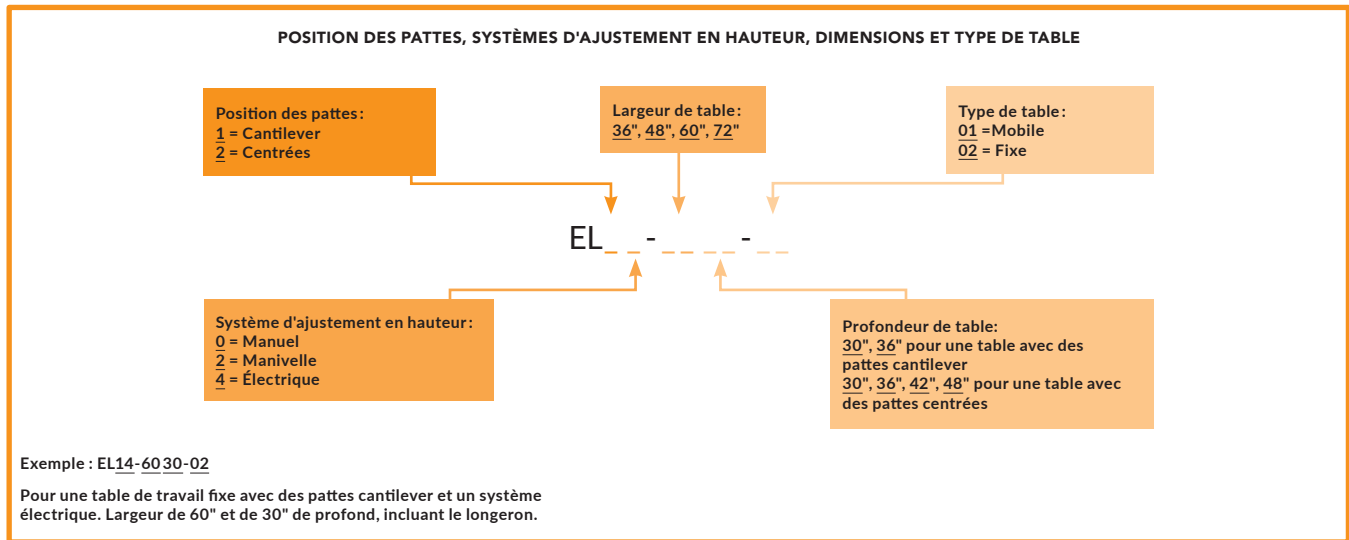 POSITION DES PATTES, SYSTÈMES D'AJUSTEMENT EN HAUTEUR, DIMENSIONS ET TYPE DE TABLE
Position des pattes:
1 = Cantilever
2 = Centrées
Largeur de table:
36", 48", 60", 72"
Type de table:
01 =Mobile
02 = Fixe
EL_ _ -_ _ _ _ -_ _
Système d'ajustement en hauteur:
0 = Manuel
2 = Manivelle
4 = Électrique
Profondeur de table:
30", 36" pour une table avec des
pattes cantilever
30", 36", 42", 48" pour une table avec
des pattes centrées
Exemple : EL14-6030-02
Pour une table de travail fixe avec des pattes cantilever et un système
électrique. Largeur de 60" et de 30" de profond, incluant le longeron.